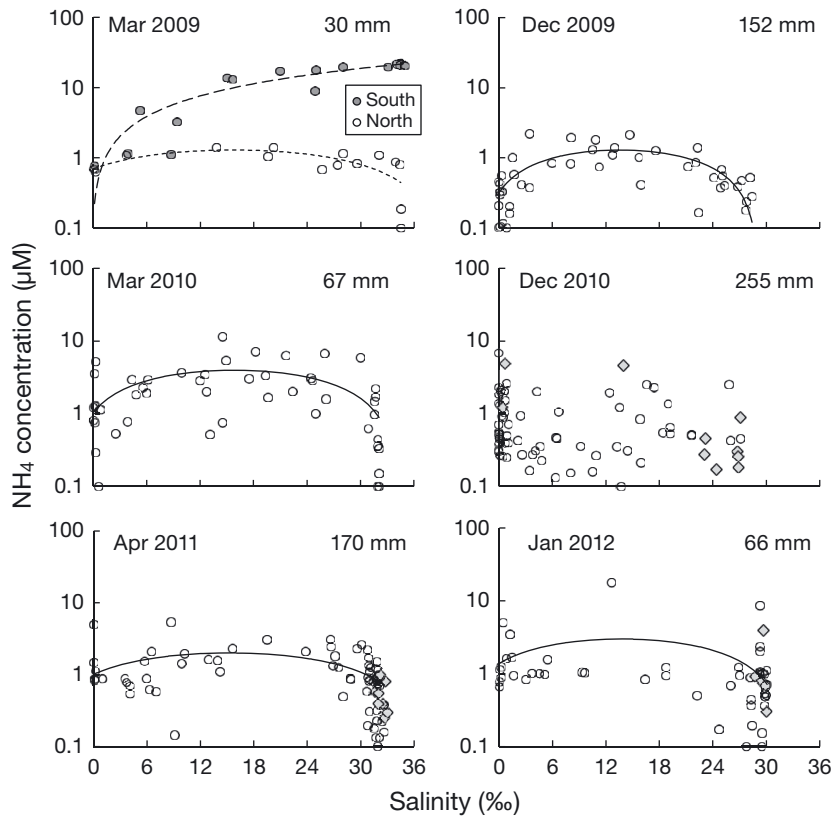 Mar 2009 30 mm
100
10
1
0.1
South
North
Dec 2009 152 mm
100
10
1
0.1
Mar 2010 67 mm
100
10
1
0.1
Dec 2010 255 mm
100
10
1
0.1
Apr 2011 170 mm
100
10
1
0.1
0 6 12 18 24 30 36
Jan 2012 66 mm
100
10
1
0.1
0 6 12 18 24 30 36
NH4 concentration (µM)
Salinity (‰)